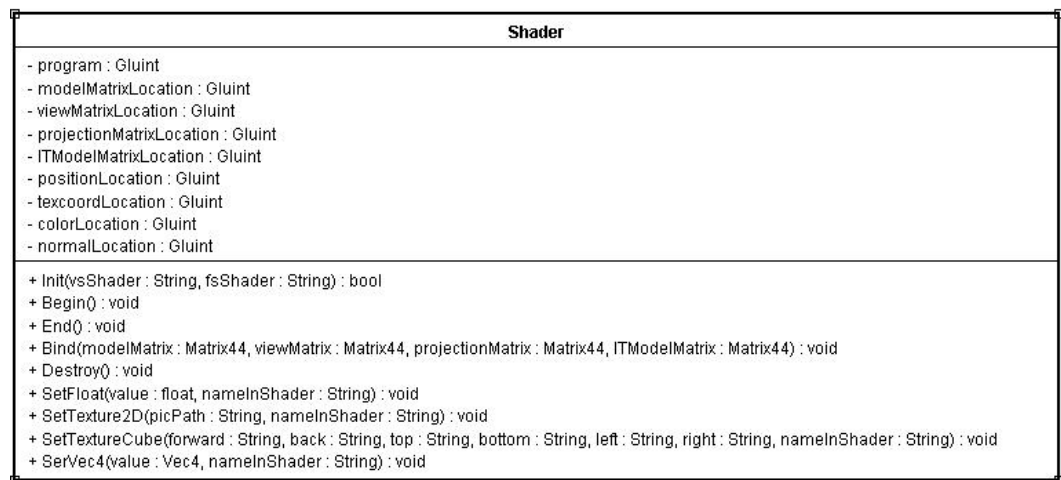 Shader
- program : Gluint
- modelMatrixLocation : Gluint
- viewMatrixLocation : Gluint
- projectionMatrixLocation : Gluint
- ITModelMatrixLocation : Gluint
- positionLocation : Gluint
- texcoordLocation : Gluint
- colorLocation : Gluint
- normalLocation : Gluint
+ Init(vsShader : String, fsShader : String) : bool
+ Begin() : void
+ End() : void
+ Bind(modelMatrix : Matrix44, viewMatrix : Matrix44, projectionMatrix : Matrix44, ITModelMatrix : Matrix44) : void
+ Destroy() : void
+ SetFloat(value : float, nameInShader : String) : void
+ SetTexture2D(picPath : String, nameInShader : String) : void
+ SetTextureCube(forward : String, back : String, top : String, bottom : String, left : String, right : String, nameInShader : String) : void
+ SerVec4(value : Vec4, nameInShader : String) : void